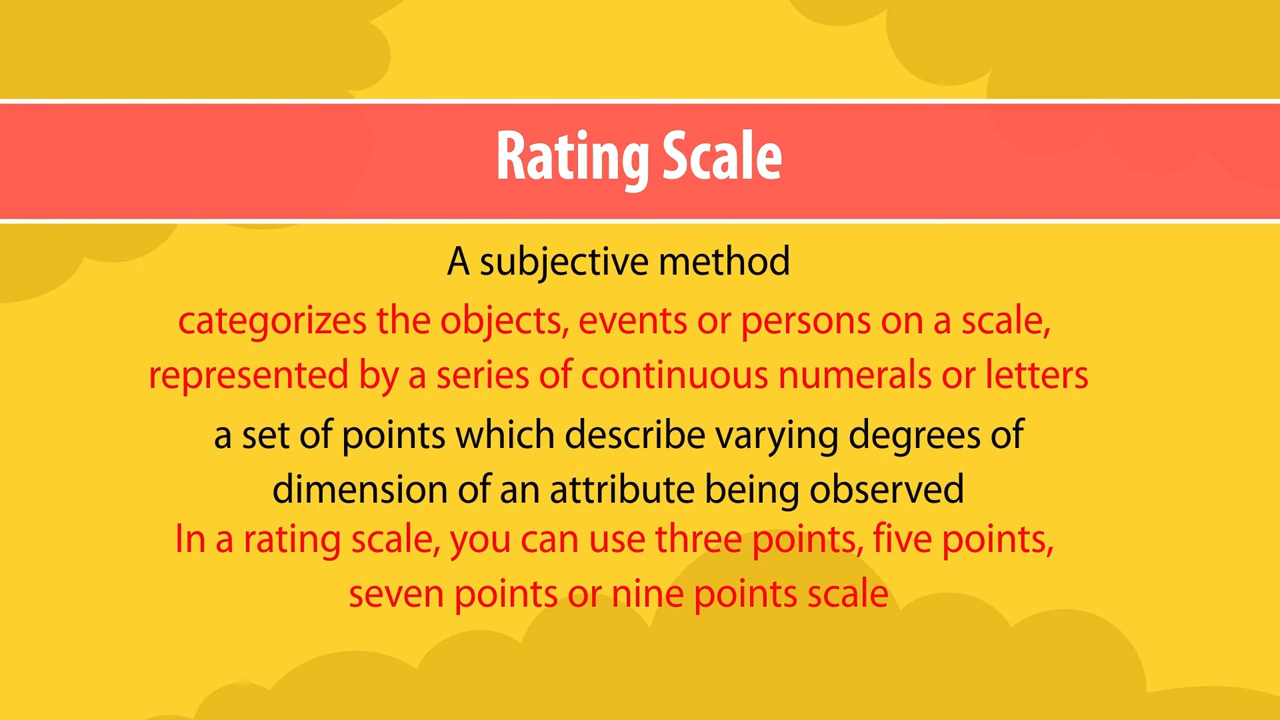 Rating Scale
A subjective method
categorizes the objects, events or persons on a scale,
represented by a series of continuous numerals or letters
a set of points which describe varying degrees of
dimension of an attribute being observed
In a rating scale, you can use three points, five points,
seven points or nine points scale